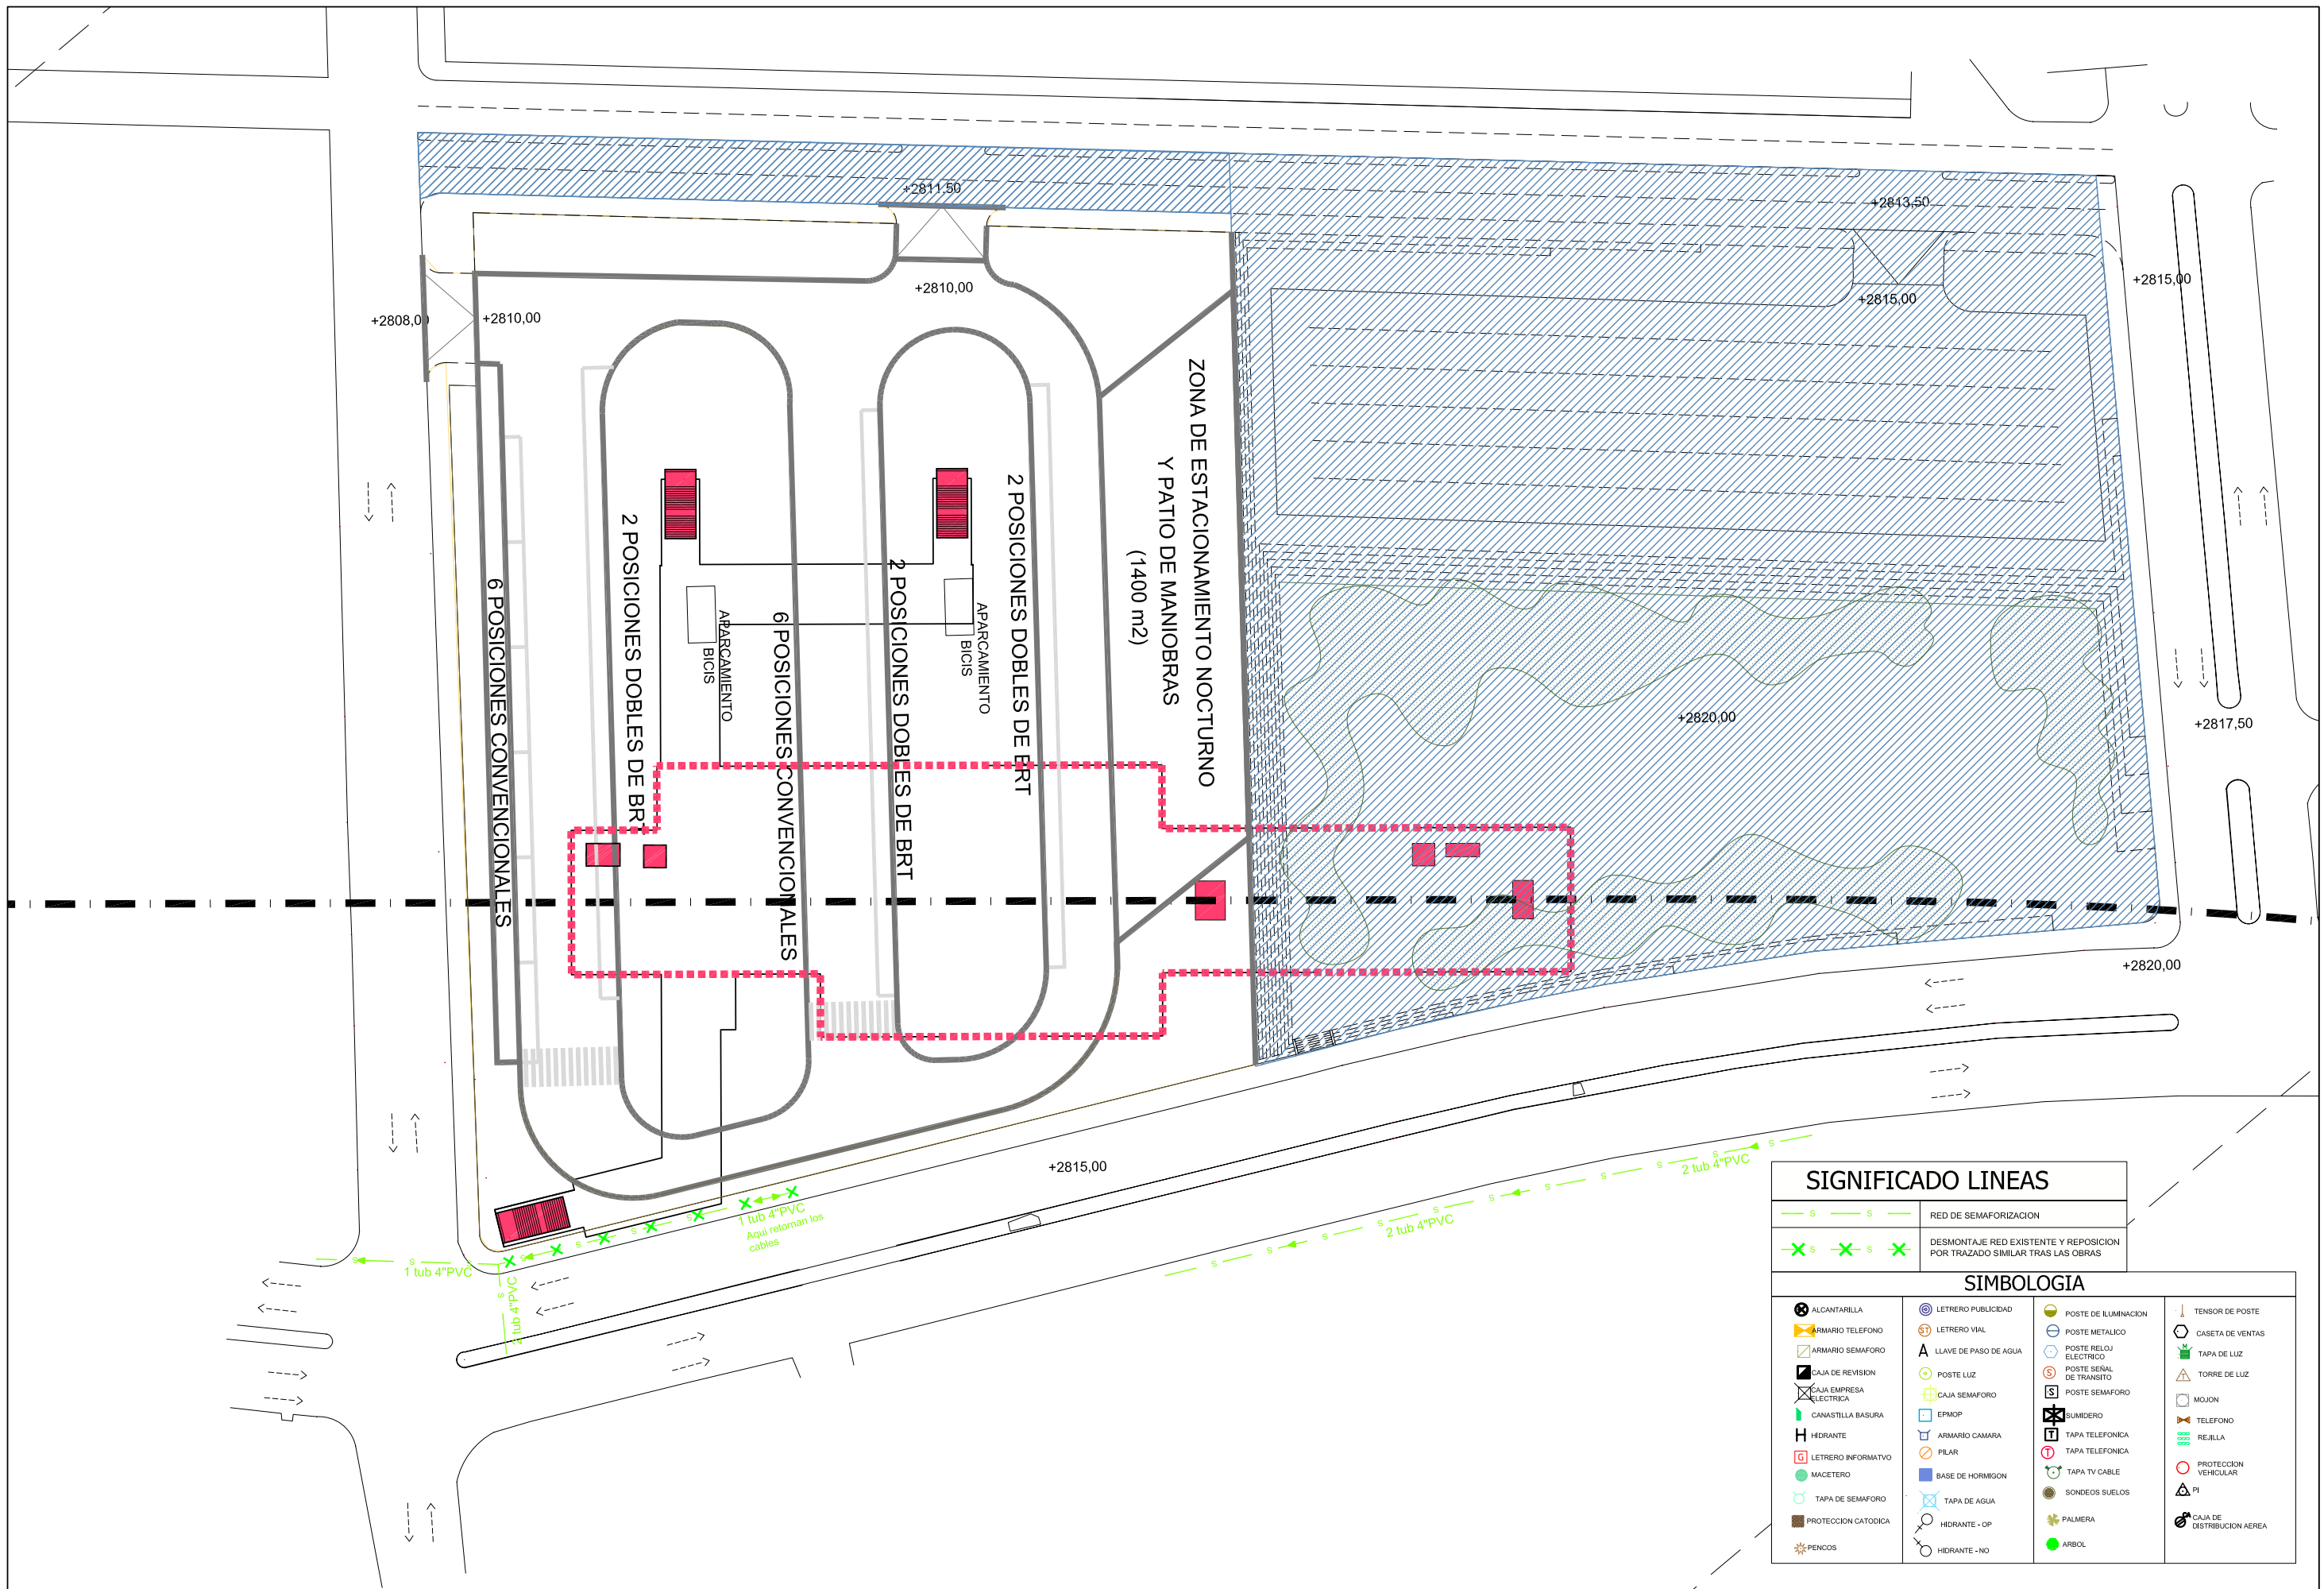 +2811,50
+2813,50
+2810,00
+2815,00
+2815,00
+2808,00
+2810,00
ZONA DE ESTACIONAMIENTO NOCTURNO
Y PATIO DE MANIOBRAS
(1400 m2)
2 POSICIONES DOBLES DE BRT
2 POSICIONES DOBLES DE BRT
6 POSICIONES CONVENCIONALES
2 POSICIONES DOBLES DE BRT
6 POSICIONES CONVENCIONALES
APARCAMIENTO
BICIS
APARCAMIENTO
BICIS
+2820,00
+2817,50
+2820,00
+2815,00
2 tub 4"PVC
2 tub 4"PVC
1 tub 4"PVC
Aqui retornan los
cables
1 tub 4"PVC
2 tub 4"PVC
SIGNIFICADO LINEAS
S S RED DE SEMAFORIZACION
S S DESMONTAJE RED EXISTENTE Y REPOSICION
POR TRAZADO SIMILAR TRAS LAS OBRAS
SIMBOLOGIA
ALCANTARILLA
ARMARIO TELEFONO
ARMARIO SEMAFORO
CAJA DE REVISION
CAJA EMPRESA
ELECTRICA
CANASTILLA BASURA
HIDRANTE
LETRERO INFORMATVO
MACETERO
TAPA DE SEMAFORO
PROTECCION CATODICA
PENCOS
LETRERO PUBLICIDAD
LETRERO VIAL
LLAVE DE PASO DE AGUA
POSTE LUZ
CAJA SEMAFORO
EPMOP
ARMARIO CAMARA
PILAR
BASE DE HORMIGON
TAPA DE AGUA
HIDRANTE - OP
HIDRANTE - NO
POSTE DE ILUMINACION
POSTE METALICO
POSTE RELOJ
ELECTRICO
POSTE SEÑAL
DE TRANSITO
POSTE SEMAFORO
SUMIDERO
TAPA TELEFONICA
TAPA TELEFONICA
TAPA TV CABLE
SONDEOS SUELOS
PALMERA
ARBOL
TENSOR DE POSTE
CASETA DE VENTAS
TAPA DE LUZ
TORRE DE LUZ
MOJON
TELEFONO
REJILLA
PROTECCION
VEHICULAR
PI
CAJA DE
DISTRIBUCION AEREA